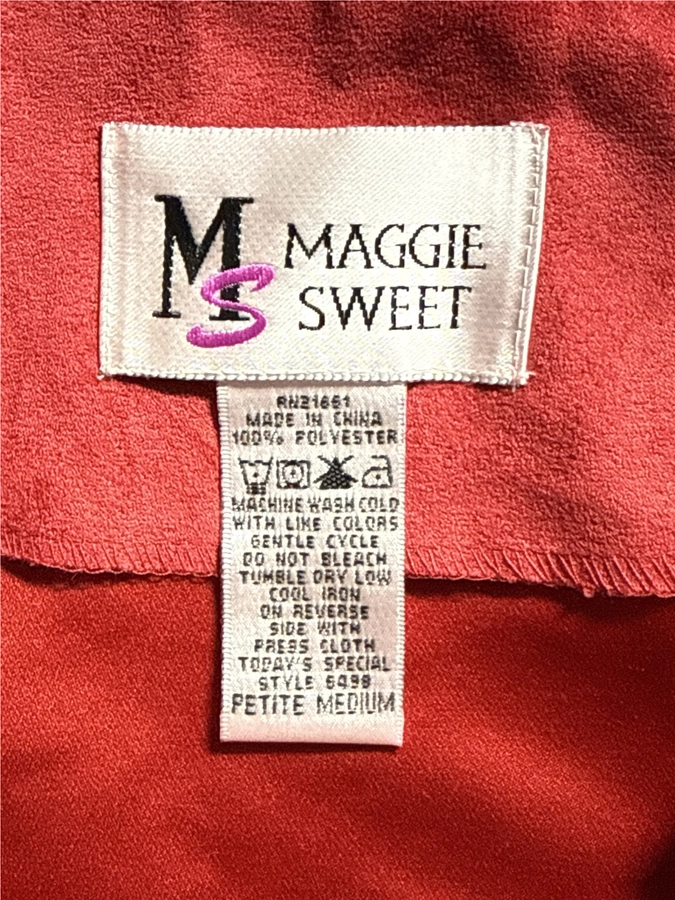 MS
MAGGIE
SWEET
RN21661
MADE IN CHINA
100% POLYESTER
MACHINE WASH COLD
WITH LIKE COLORS
GENTLE CYCLE
DO NOT BLEACH
TUMBLE DRY LOW
COOL IRON
ON REVERSE
SIDE WITH
PRESS CLOTH
TODAY'S SPECIAL
STYLE 6498
PETITE MEDIUM